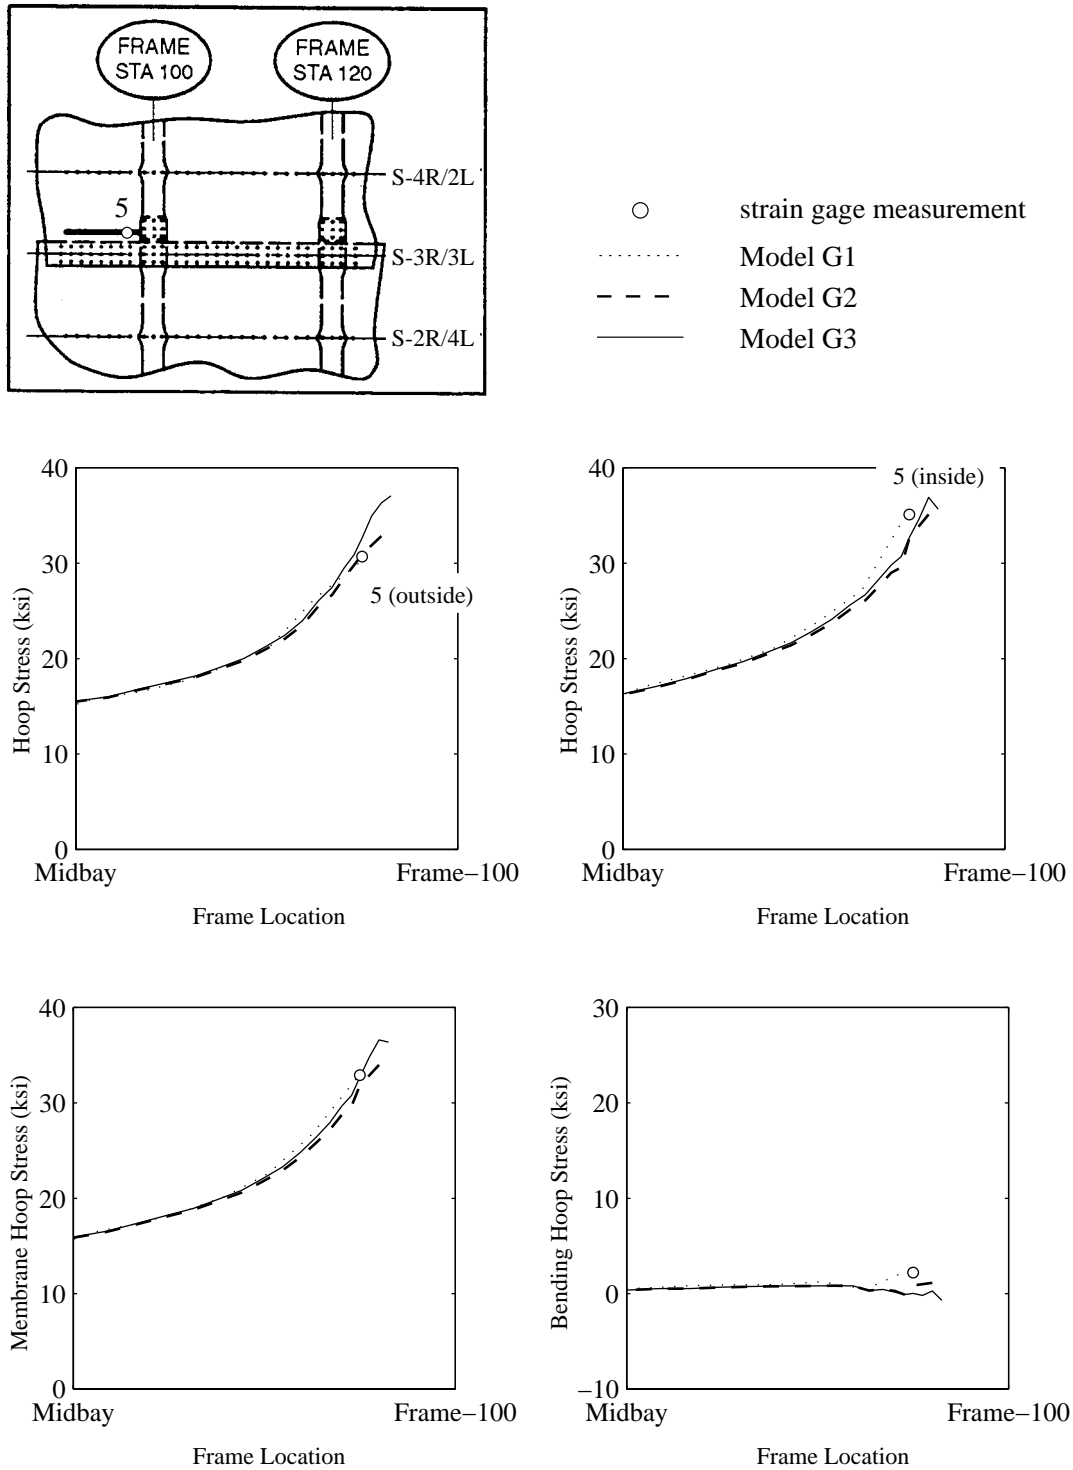 FRAME
STA 100
FRAME
STA 120
S-4R/2L
5
S-3R/3L
S-2R/4L
strain gage measurement
Model G1
Model G2
Model G3
40
30
20
10
0
Hoop Stress (ksi)
5 (outside)
Midbay
Frame−100
Frame Location
40
30
20
10
0
Hoop Stress (ksi)
5 (inside)
Midbay
Frame−100
Frame Location
40
30
20
10
0
Membrane Hoop Stress (ksi)
Midbay
Frame−100
Frame Location
30
20
10
0
−10
Bending Hoop Stress (ksi)
Midbay
Frame−100
Frame Location